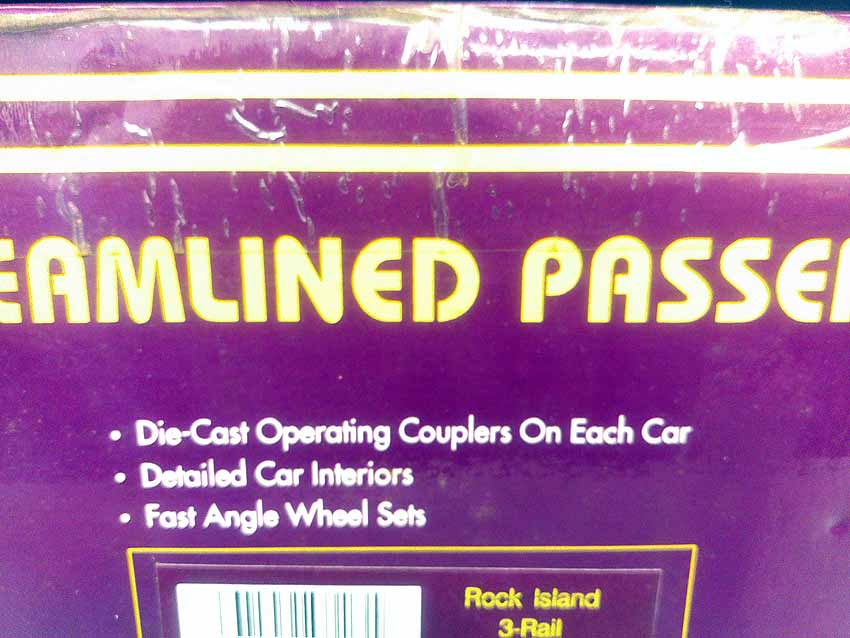 EAMLINED PASSE
• Die-Cast Operating Couplers On Each Car
• Detailed Car Interiors
• Fast Angle Wheel Sets
Rock Island
3-Rail